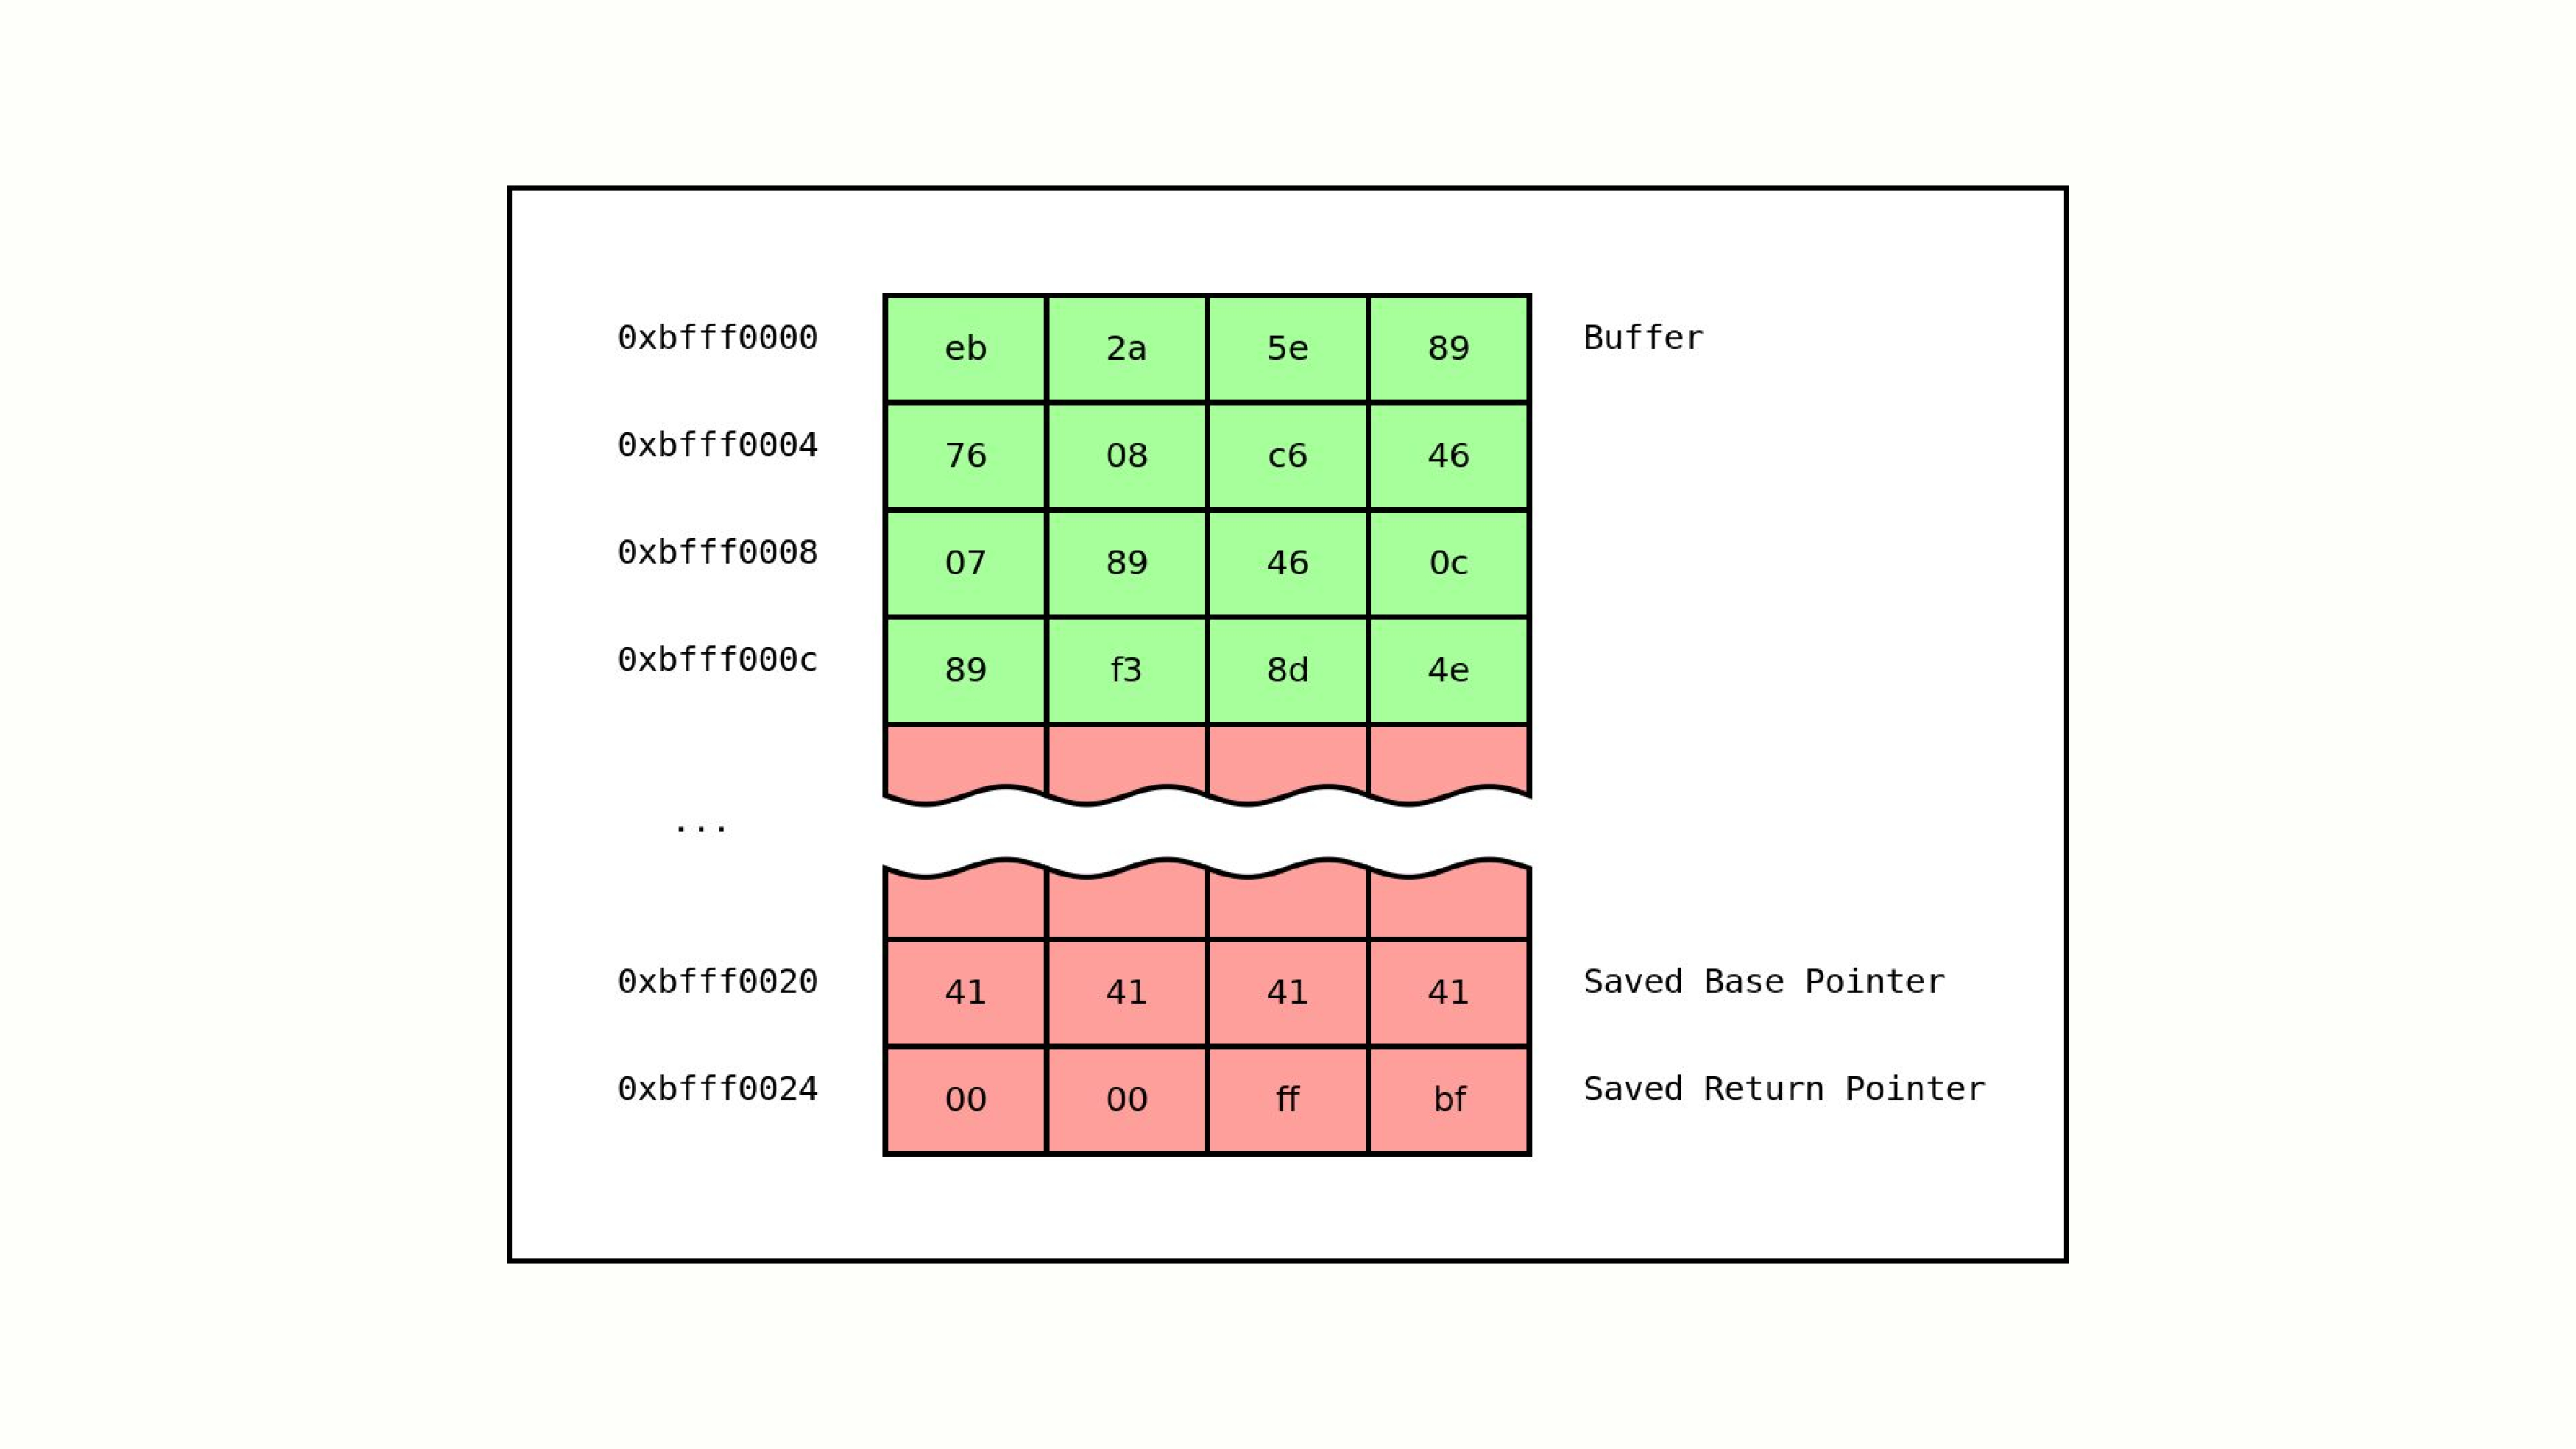 0xbfff0000 eb 2a 5e 89 Buffer
0xbfff0004 76 08 c6 46
0xbfff0008 07 89 46 0c
0xbfff000c 89 f3 8d 4e
...
0xbfff0020 41 41 41 41 Saved Base Pointer
0xbfff0024 00 00 ff bf Saved Return Pointer